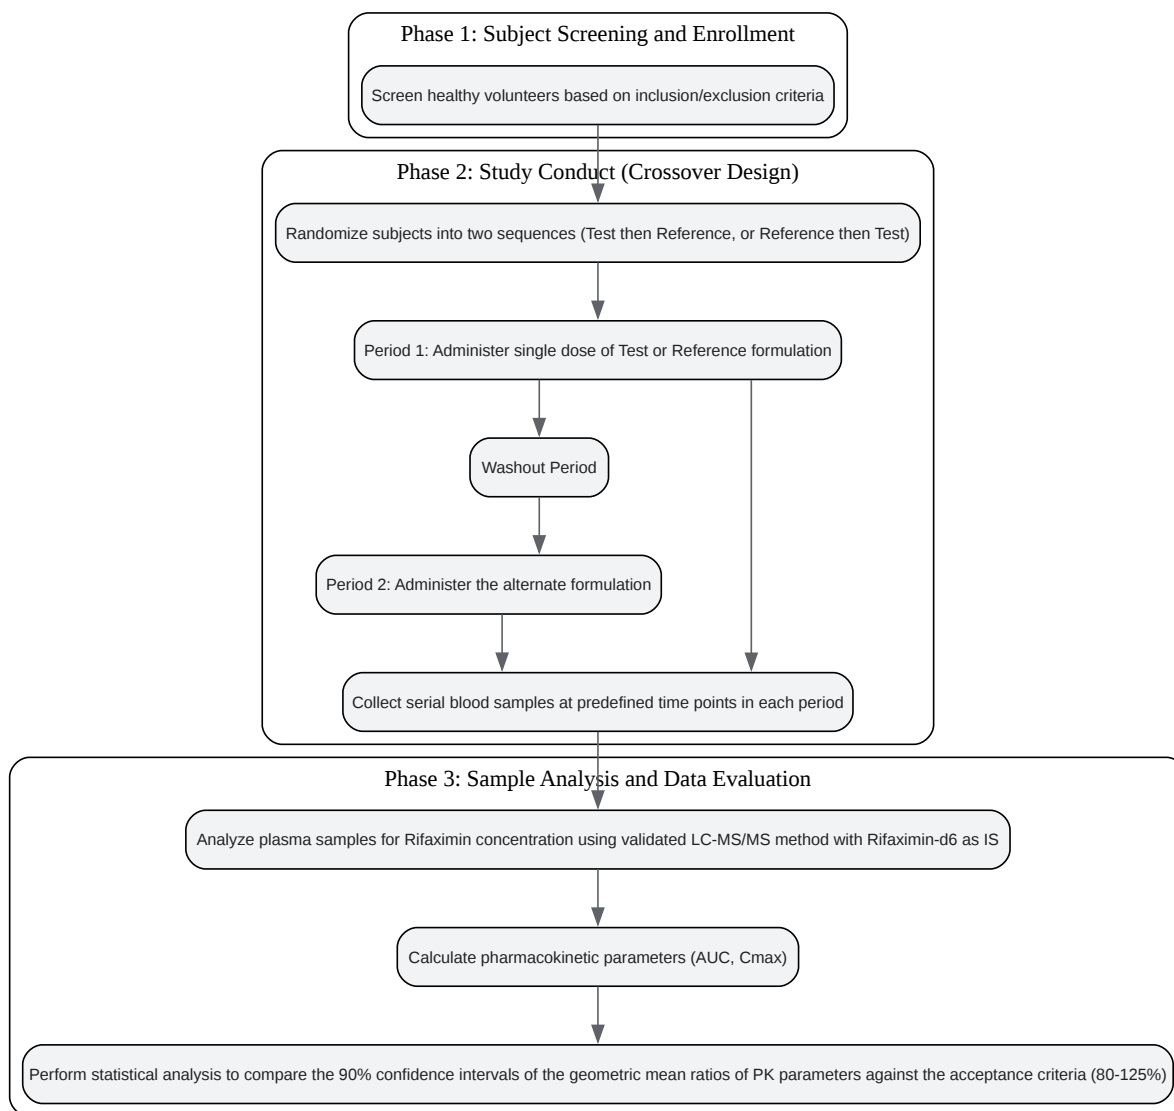 Phase 1: Subject Screening and Enrollment
Screen healthy volunteers based on inclusion/exclusion criteria
Phase 2: Study Conduct (Crossover Design)
Randomize subjects into two sequences (Test then Reference, or Reference then Test)
Period 1: Administer single dose of Test or Reference formulation
Washout Period
Period 2: Administer the alternate formulation
Collect serial blood samples at predefined time points in each period
Phase 3: Sample Analysis and Data Evaluation
Analyze plasma samples for Rifaximin concentration using validated LC-MS/MS method with Rifaximin-d6 as IS
Calculate pharmacokinetic parameters (AUC, Cmax)
Perform statistical analysis to compare the 90% confidence intervals of the geometric mean ratios of PK parameters against the acceptance criteria (80-125%)